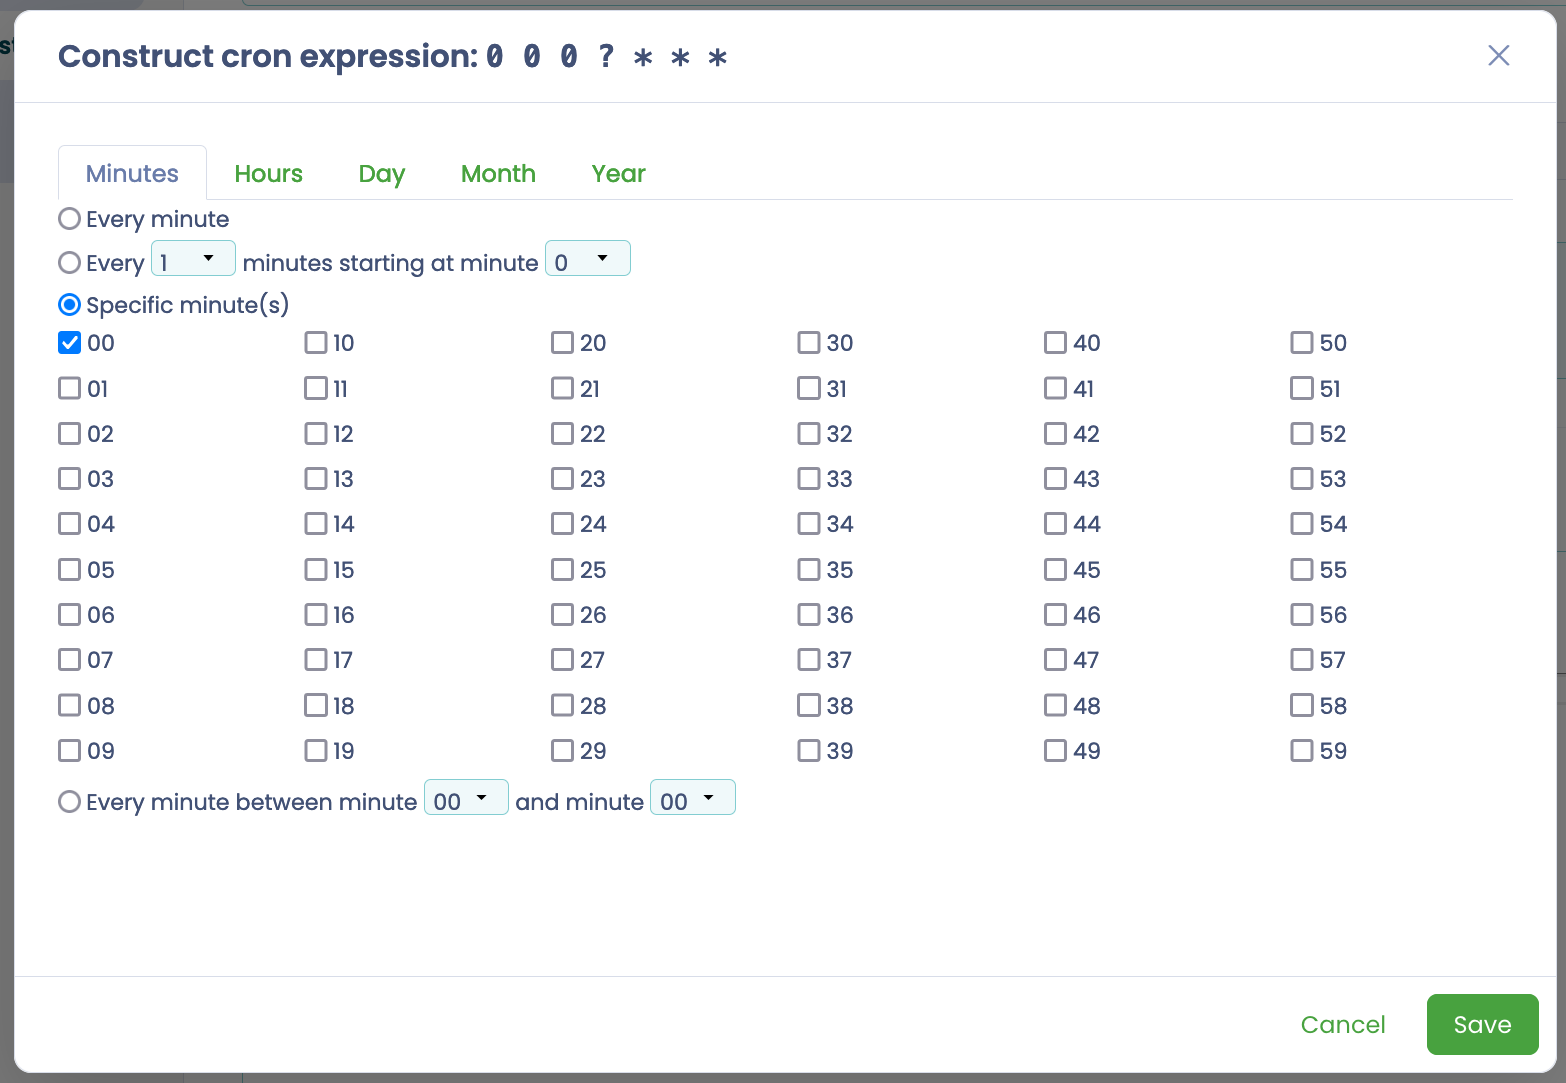 Construct cron expression: 0 0 0 ? * * *
Minutes Hours Day Month Year
Every minute
Every 1 minutes starting at minute 0
Specific minute(s)
00 10 20 30 40 50
01 11 21 31 41 51
02 12 22 32 42 52
03 13 23 33 43 53
04 14 24 34 44 54
05 15 25 35 45 55
06 16 26 36 46 56
07 17 27 37 47 57
08 18 28 38 48 58
09 19 29 39 49 59
Every minute between minute 00 and minute 00
Cancel Save